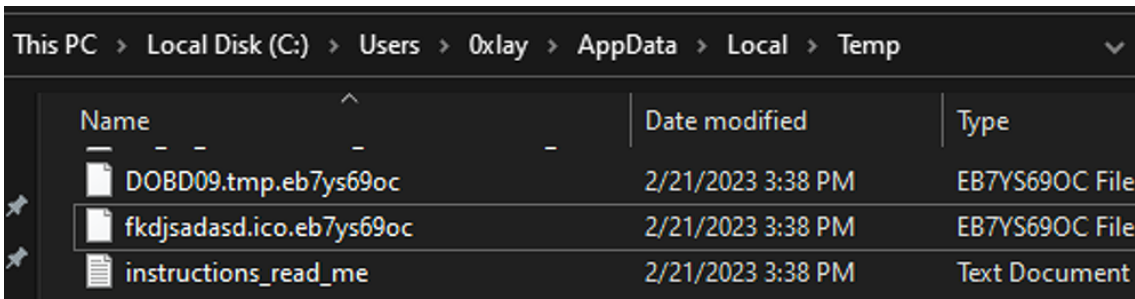 This PC > Local Disk (C:) > Users > 0xlay > AppData > Local > Temp
Name Date modified Type
DOBD09.tmp.eb7ys69oc 2/21/2023 3:38 PM EB7YS69OC File
fkdjsadasd.ico.eb7ys69oc 2/21/2023 3:38 PM EB7YS69OC File
instructions_read_me 2/21/2023 3:38 PM Text Document